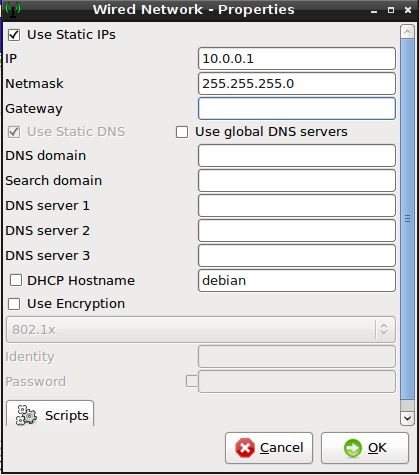 Wired Network - Properties
Use Static IPs
IP 10.0.0.1
Netmask 255.255.255.0
Gateway
Use Static DNS Use global DNS servers
DNS domain
Search domain
DNS server 1
DNS server 2
DNS server 3
DHCP Hostname debian
Use Encryption
802.1x
Identity
Password
Scripts
Cancel OK